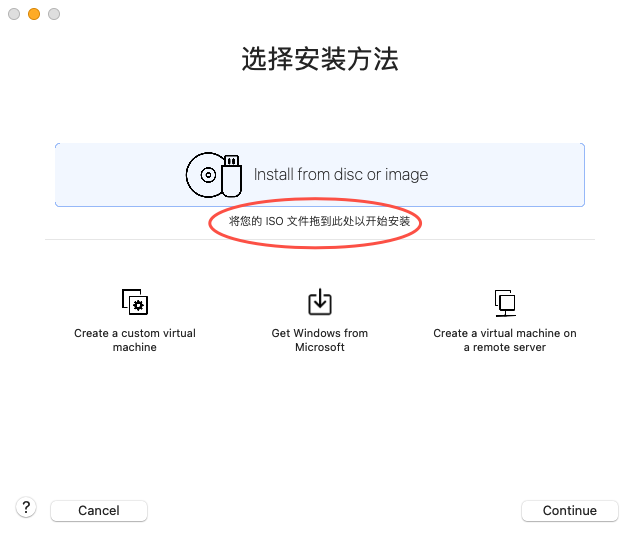 选择安装方法
Install from disc or image
将您的 ISO 文件拖到此处以开始安装
Create a custom virtual
machine
Get Windows from
Microsoft
Create a virtual machine on
a remote server
?
Cancel
Continue